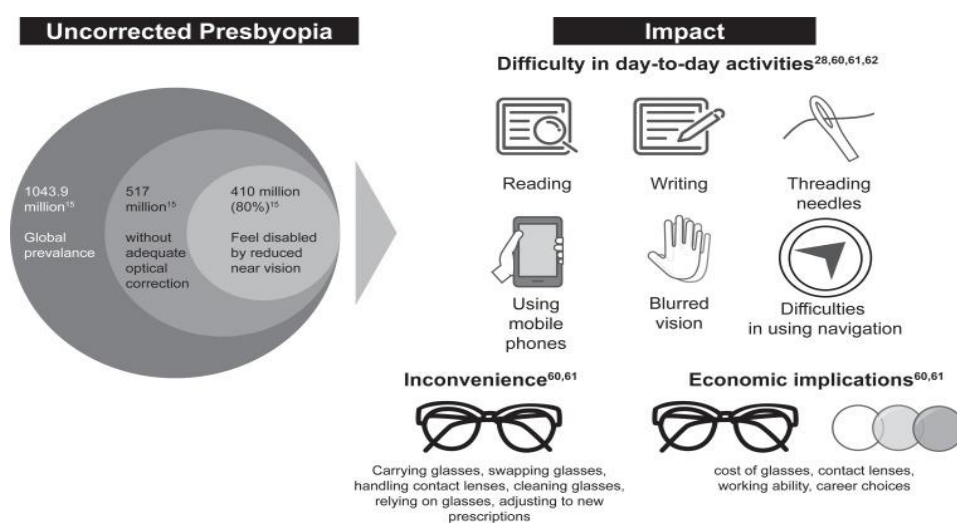 Uncorrected Presbyopia
1043.9
million15
Global
prevalance
517
million15
without
adequate
optical
correction
410 million
(80%)15
Feel disabled
by reduced
near vision
Impact
Difficulty in day-to-day activities28,60,61,62
Reading
Writing
Threading
needles
Using
mobile
phones
Blurred
vision
Difficulties
in using navigation
Inconvenience60,61
Carrying glasses, swapping glasses,
handling contact lenses, cleaning glasses,
relying on glasses, adjusting to new
prescriptions
Economic implications60,61
cost of glasses, contact lenses,
working ability, career choices